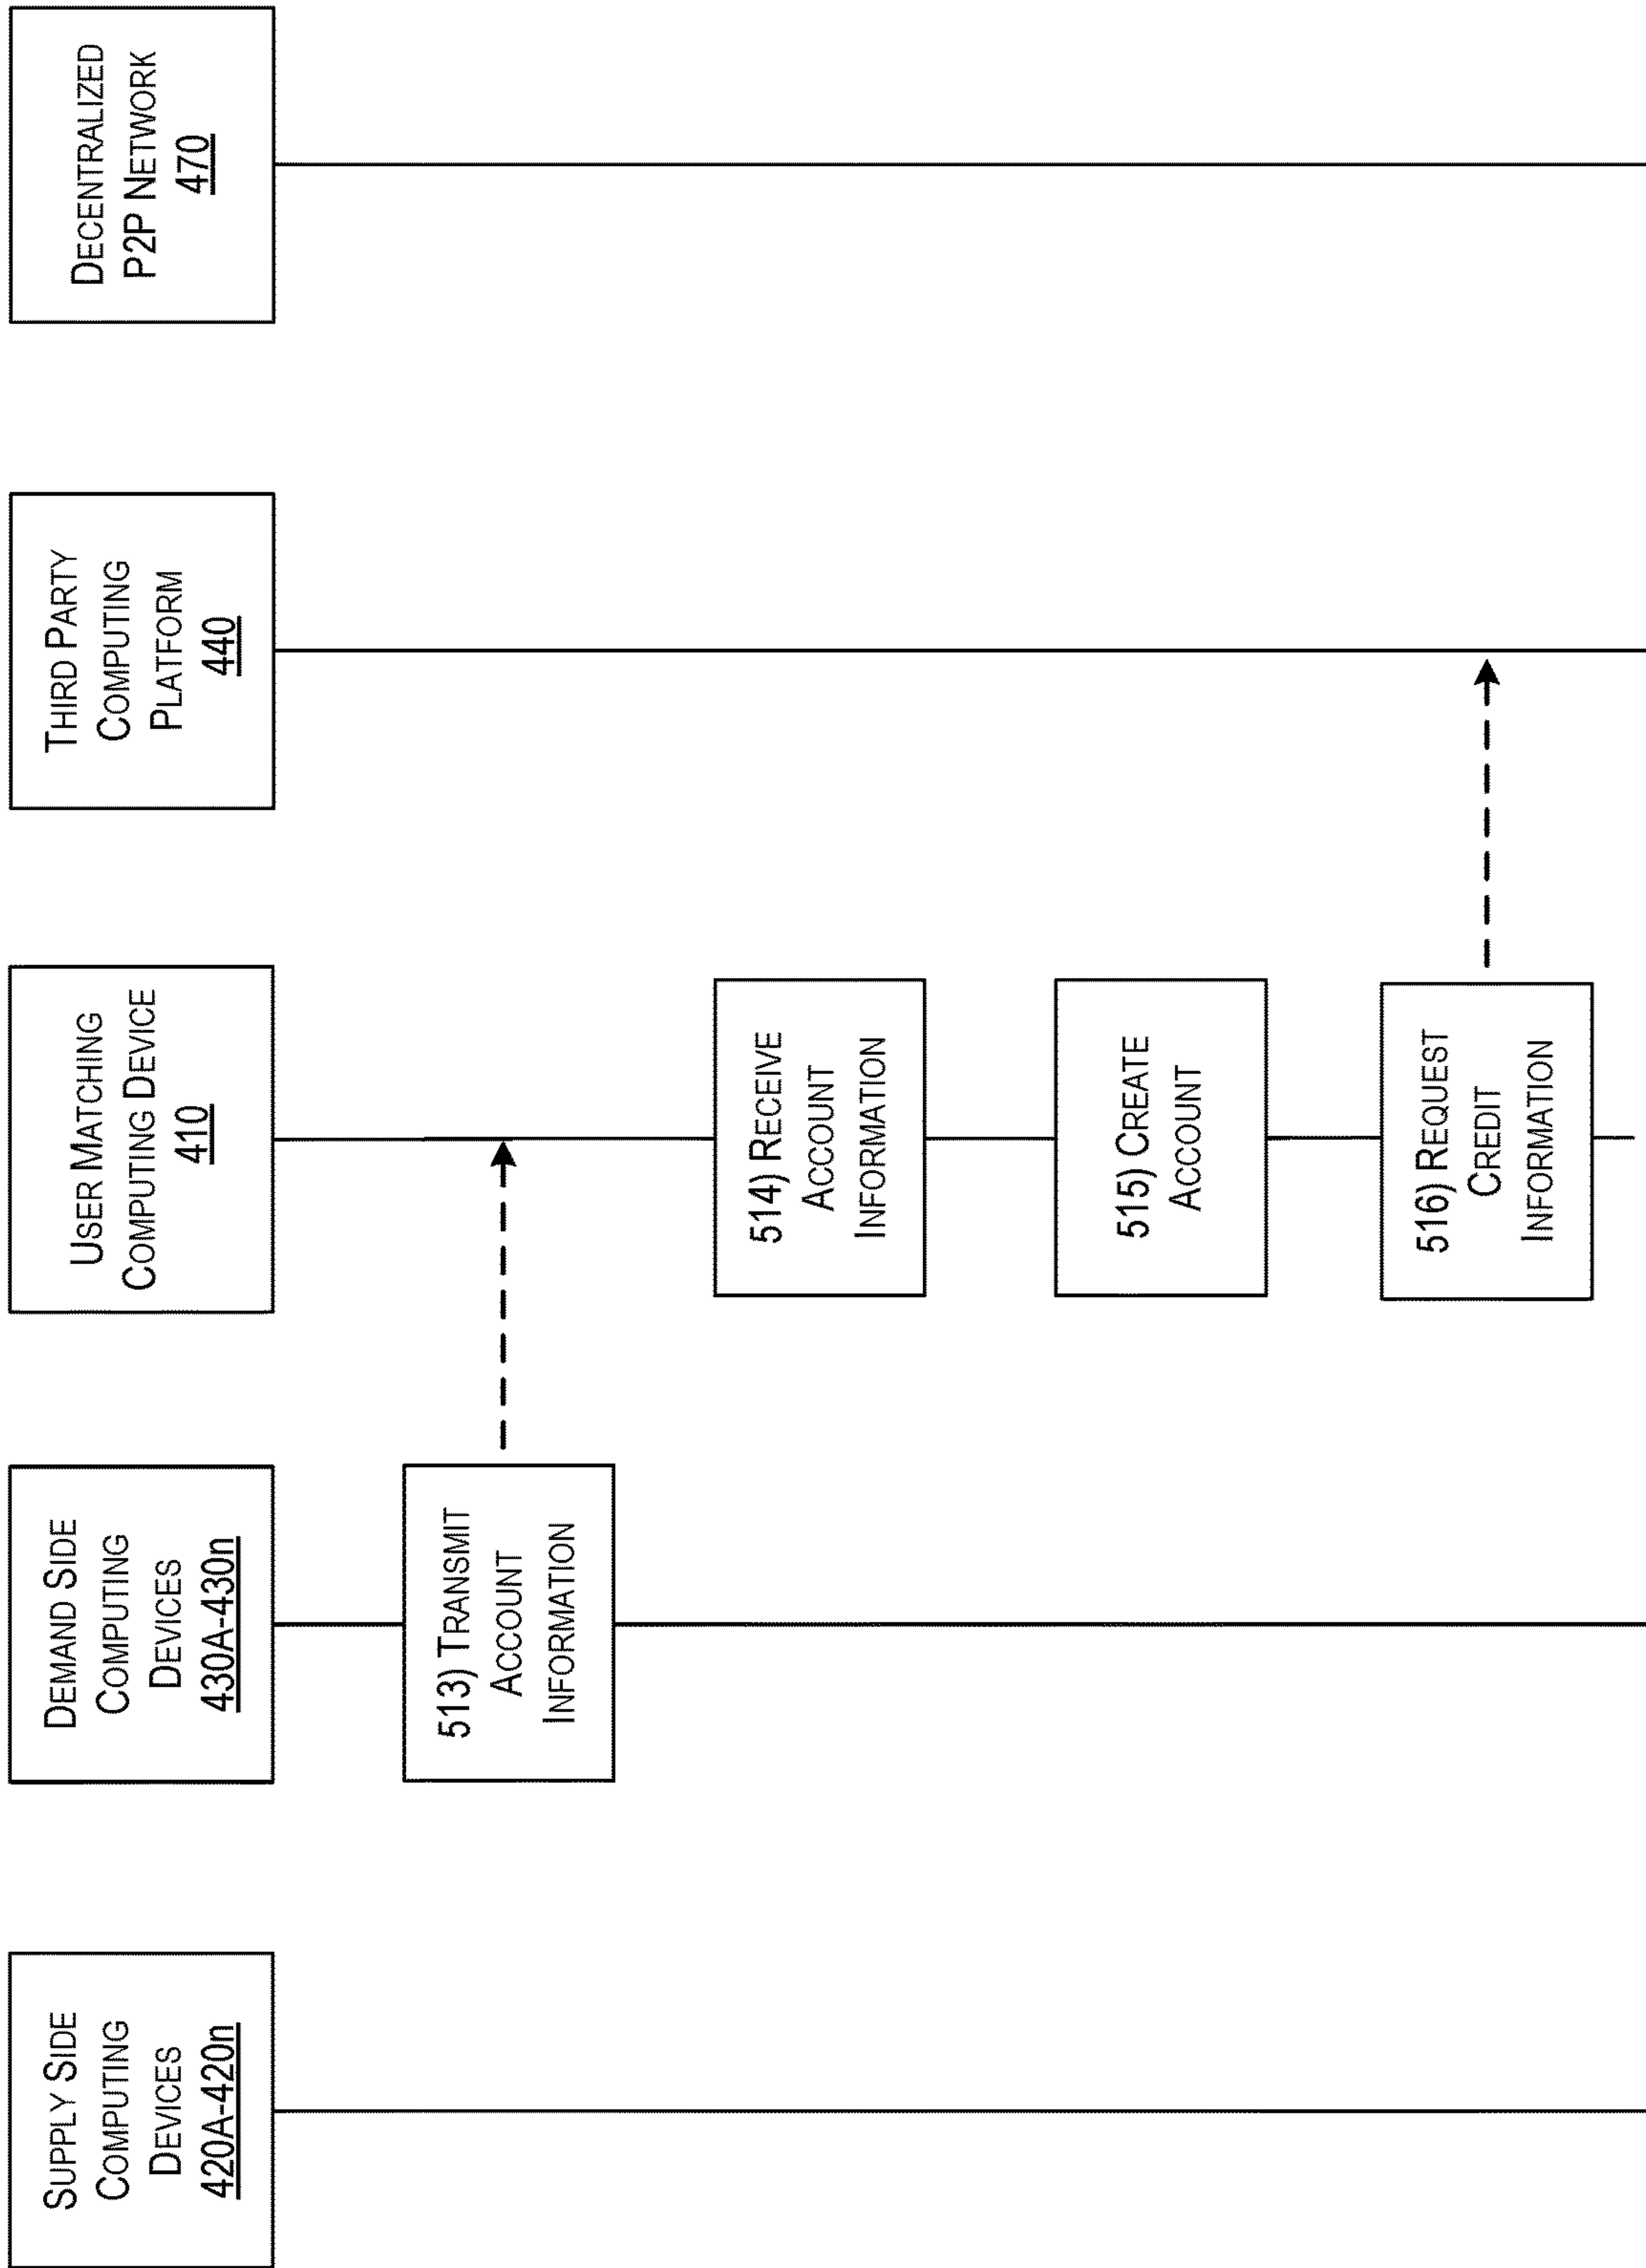 SUPPLY SIDE
COMPUTING
DEVICES
420A-420n
DEMAND SIDE
COMPUTING
DEVICES
430A-430n
USER MATCHING
COMPUTING DEVICE
410
THIRD PARTY
COMPUTING
PLATFORM
440
DECENTRALIZED
P2P NETWORK
470
513) TRANSMIT
ACCOUNT
INFORMATION
514) RECEIVE
ACCOUNT
INFORMATION
515) CREATE
ACCOUNT
516) REQUEST
CREDIT
INFORMATION